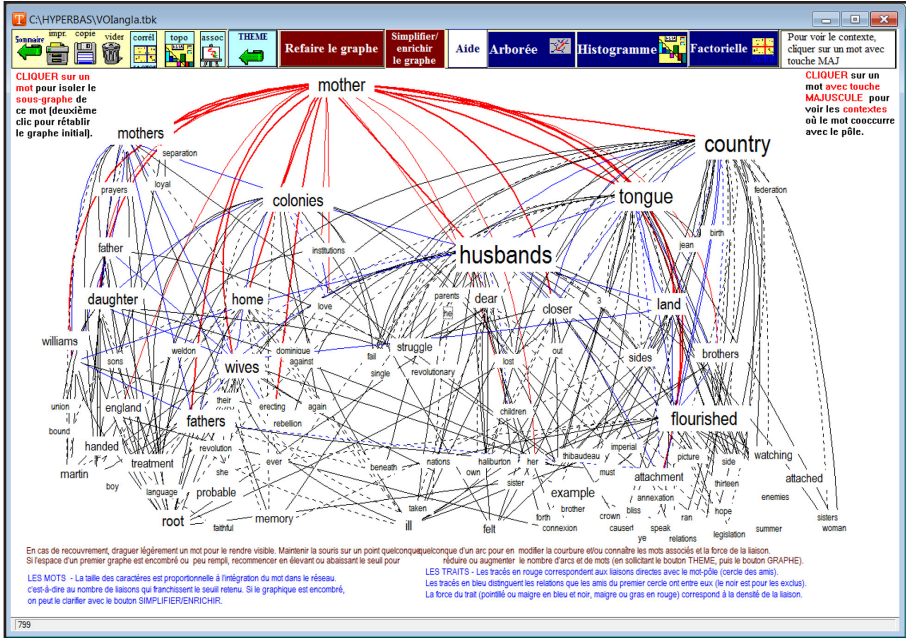 C:\HYPERBAS\VOIangla.tbk
Sommaire impr. copie vider corrél topo assoc THEME Refaire le graphe Simplifier/ enrichir le graphe Aide Arborée Histogramme Factorielle Pour voir le contexte, cliquer sur un mot avec touche MAJ
CLIQUER sur un
mot pour isoler le
sous-graphe de
ce mot (deuxième
clic pour rétablir
le graphe initial).
CLIQUER sur un
mot avec touche
MAJUSCULE pour
voir les contextes
où le mot cooccurre
avec le pôle.
mother
mothers
country
separation
prayers loyal
federation
colonies
tongue
birth
father
institutions
jean
husbands
daughter
home
love
parents
dear
he
closer
3
land
williams
weldon
dominique
struggle
fail
sons
against
lost
out
sides
brothers
wives
single
revolutionary
union
england
their
erecting
again
children
bound
fathers
rebellion
flourished
handed
revolution
imperial
picture
martin
treatment
she
ever
beneath
nations
haliburton
her
thibaudeau
side
watching
boy
language
probable
own
sister
must
attachment
thirteen
attached
example
annexation
enemies
root
faithful
memory
taken
brother
bliss
hope
ill
felt
forth
crown
ran
sisters
connexion
caused
speak
legislation
summer
woman
ye
relations
En cas de recouvrement, draguer légèrement un mot pour le rendre visible. Maintenir la souris sur un point quelconque
quelconque d'un arc pour en modifier la courbure et/ou connaître les mots associés et la force de la liaison.
Si l'espace d'un premier graphe est encombré ou peu rempli, recommencer en élevant ou abaissant le seuil pour
réduire ou augmenter le nombre d'arcs et de mots (en sollicitant le bouton THEME, puis le bouton GRAPHE).
LES MOTS - La taille des caractères est proportionnelle à l'intégration du mot dans le réseau.
c'est-à-dire au nombre de liaisons qui franchissent le seuil retenu. Si le graphique est encombré,
on peut le clarifier avec le bouton SIMPLIFIER/ENRICHIR.
LES TRAITS - Les tracés en rouge correspondent aux liaisons directes avec le mot-pôle (cercle des amis).
Les tracés en bleu distinguent les relations que les amis du premier cercle ont entre eux (le noir est pour les exclus).
La force du trait (pointillé ou maigre en bleu et noir, maigre ou gras en rouge) correspond à la densité de la liaison.
799